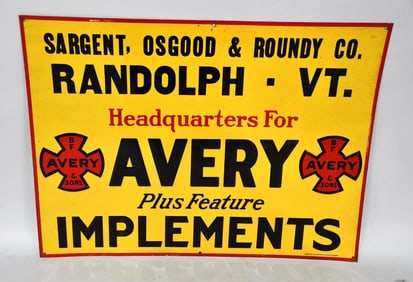 SARGENT, OSGOOD & ROUNDY CO.
RANDOLPH · VT.
Headquarters For
B F
AVERY
& SONS
AVERY
B F
AVERY
& SONS
Plus Feature
IMPLEMENTS